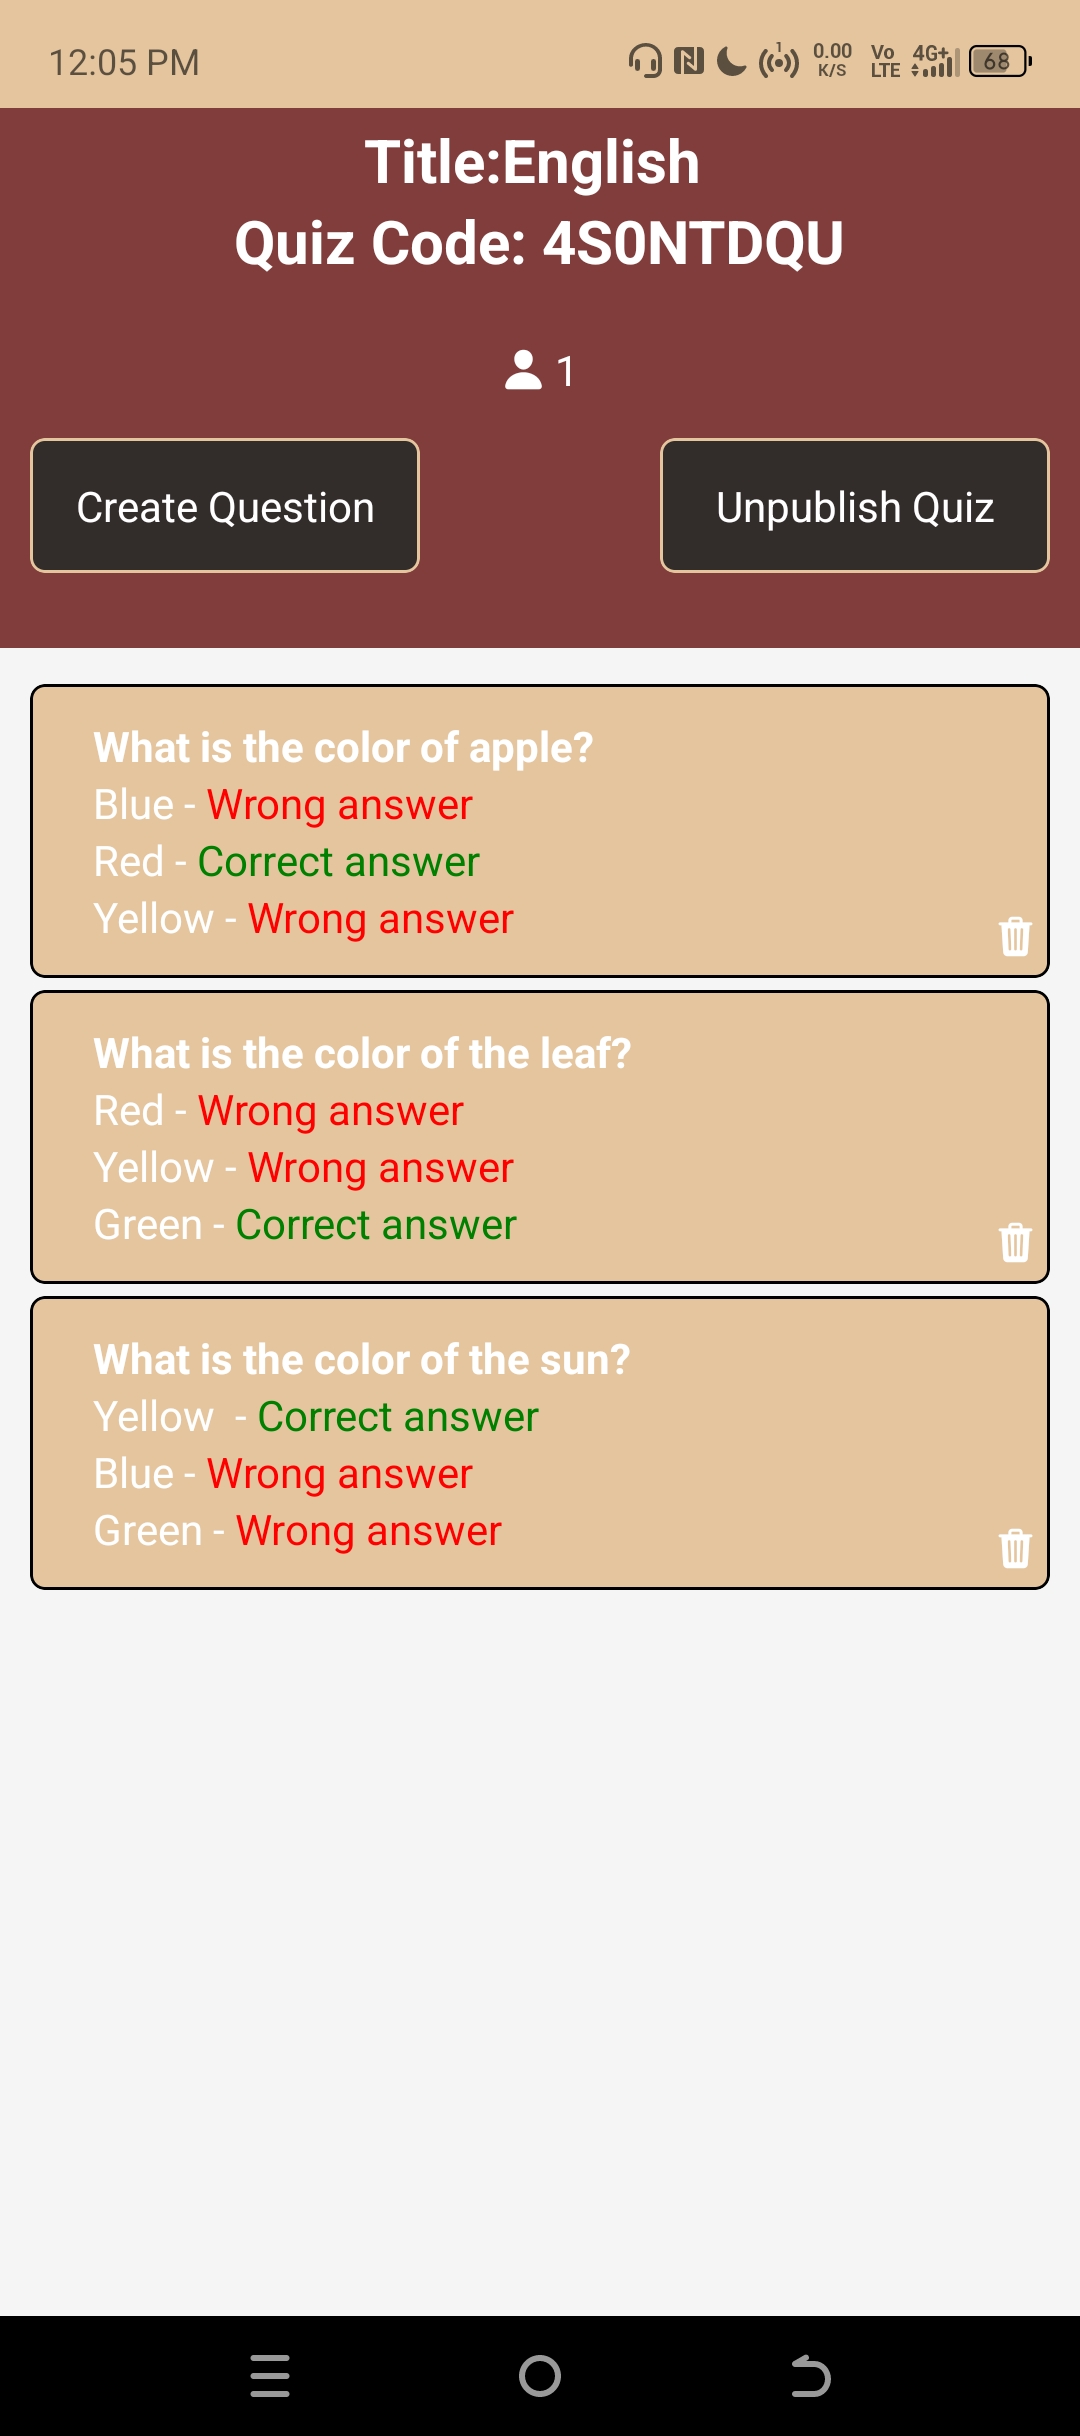 12:05 PM
1
0.00
K/S
Vo
LTE
4G+
68
Title:English
Quiz Code: 4S0NTDQU
1
Create Question
Unpublish Quiz
What is the color of apple?
Blue - Wrong answer
Red - Correct answer
Yellow - Wrong answer
What is the color of the leaf?
Red - Wrong answer
Yellow - Wrong answer
Green - Correct answer
What is the color of the sun?
Yellow  - Correct answer
Blue - Wrong answer
Green - Wrong answer